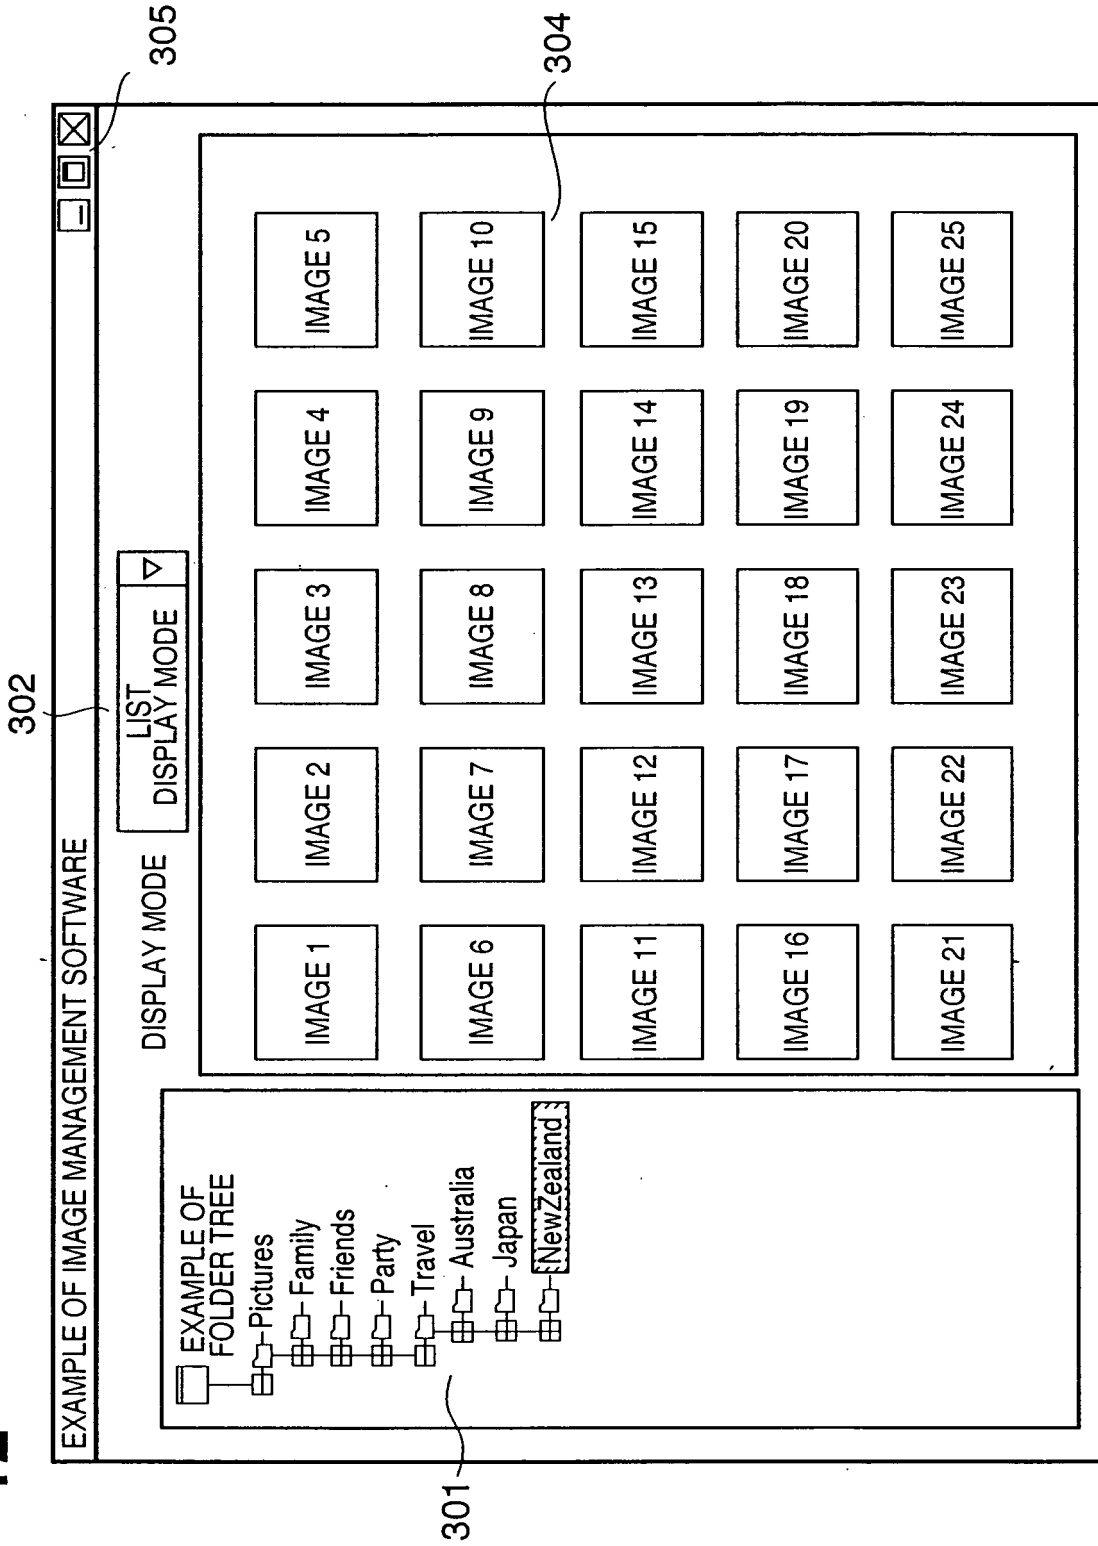 305
302
304
301
EXAMPLE OF IMAGE MANAGEMENT SOFTWARE
DISPLAY MODE
LIST
DISPLAY MODE
EXAMPLE OF
FOLDER TREE
Pictures
Family
Friends
Party
Travel
Australia
Japan
NewZealand
IMAGE 1
IMAGE 2
IMAGE 3
IMAGE 4
IMAGE 5
IMAGE 6
IMAGE 7
IMAGE 8
IMAGE 9
IMAGE 10
IMAGE 11
IMAGE 12
IMAGE 13
IMAGE 14
IMAGE 15
IMAGE 16
IMAGE 17
IMAGE 18
IMAGE 19
IMAGE 20
IMAGE 21
IMAGE 22
IMAGE 23
IMAGE 24
IMAGE 25